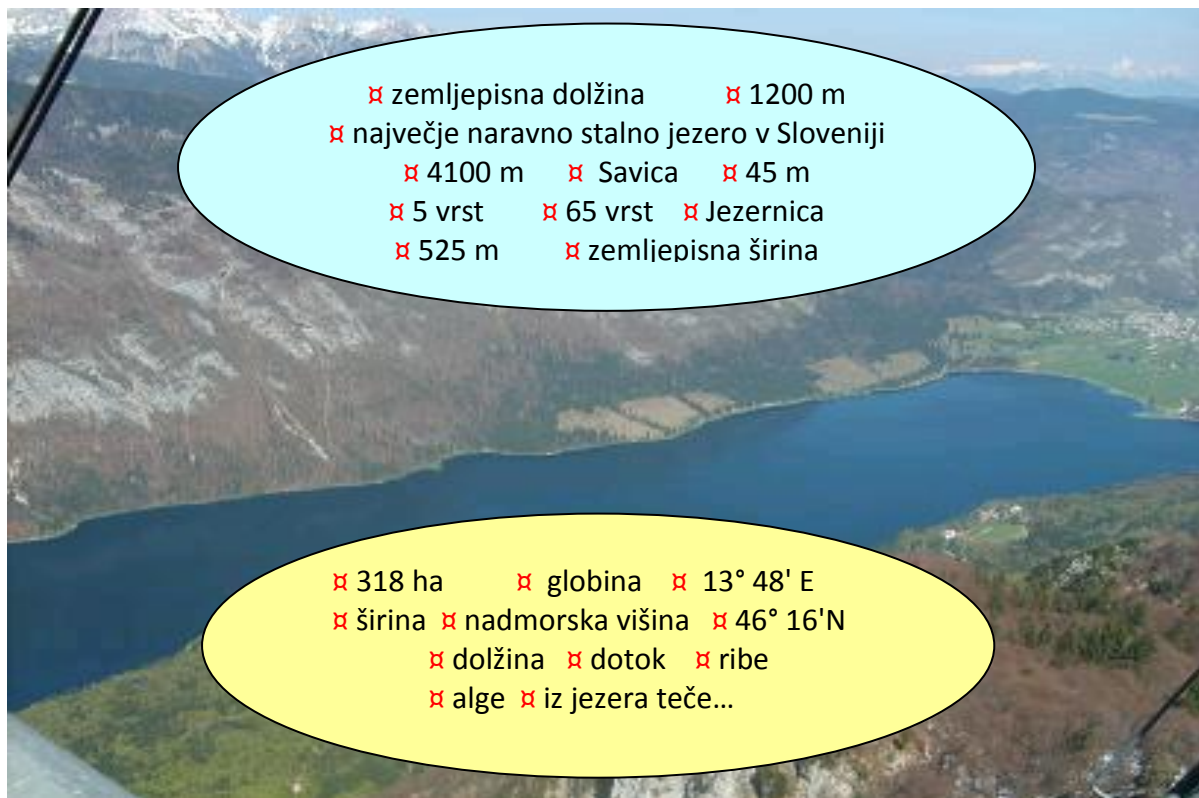 ¤ zemljepisna dolžina ¤ 1200 m
¤ največje naravno stalno jezero v Sloveniji
¤ 4100 m ¤ Savica ¤ 45 m
¤ 5 vrst ¤ 65 vrst ¤ Jezernica
¤ 525 m ¤ zemljepisna širina
¤ 318 ha ¤ globina ¤ 13° 48' E
¤ širina ¤ nadmorska višina ¤ 46° 16'N
¤ dolžina ¤ dotok ¤ ribe
¤ alge ¤ iz jezera teče...